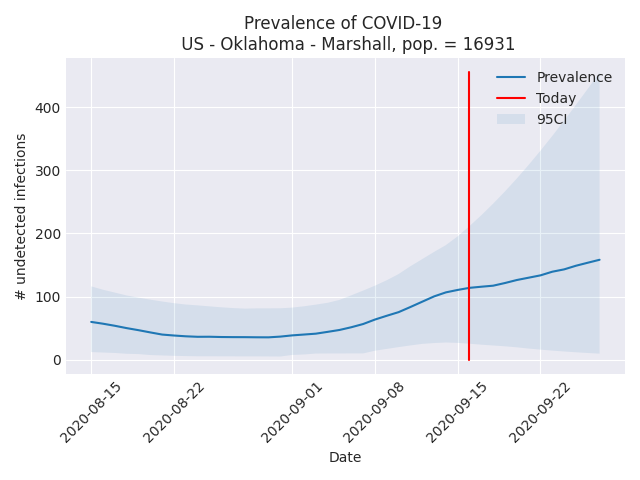 Prevalence of COVID-19
US - Oklahoma - Marshall, pop. = 16931
Prevalence
Today
95CI
# undetected infections
400
300
200
100
0
2020-08-15
2020-08-22
2020-09-01
2020-09-08
2020-09-15
2020-09-22
Date